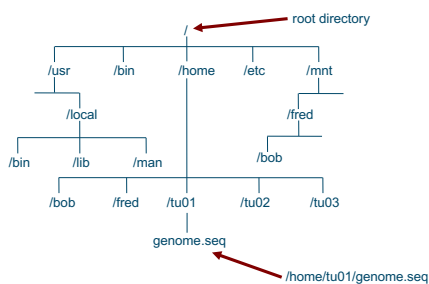 root directory
/
/usr /bin /home /etc /mnt
/local /fred
/bin /lib /man /bob
/bob /fred /tu01 /tu02 /tu03
genome.seq
/home/tu01/genome.seq